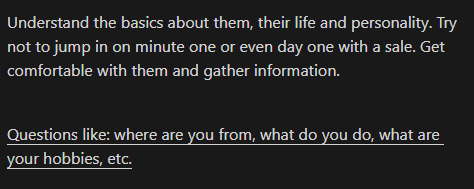 Understand the basics about them, their life and personality. Try
not to jump in on minute one or even day one with a sale. Get
comfortable with them and gather information.
Questions like: where are you from, what do you do, what are
your hobbies, etc.